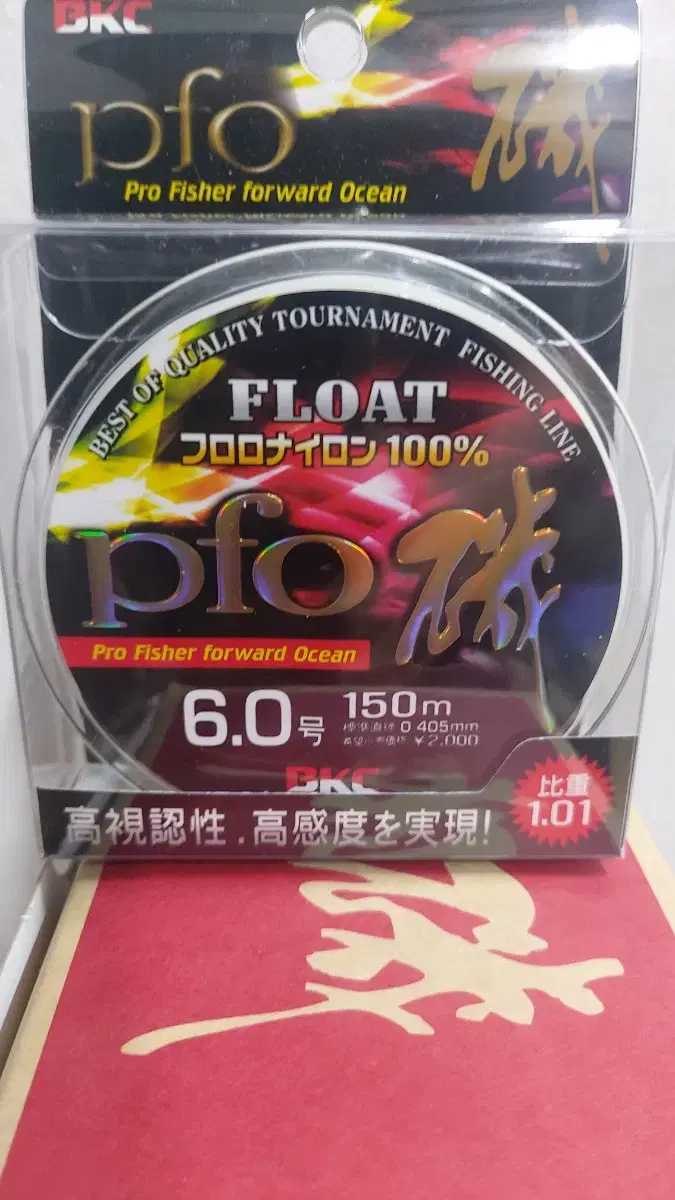 BKC
pfo 磯
Pro Fisher forward Ocean
BEST OF QUALITY TOURNAMENT FISHING LINE
FLOAT
フロロナイロン 100%
pfo 磯
Pro Fisher forward Ocean
6.0号
150m
標準直径 0.405mm
希望小売価格 ¥2,000
BKC
比重
1.01
高視認性.高感度を実現!
磯